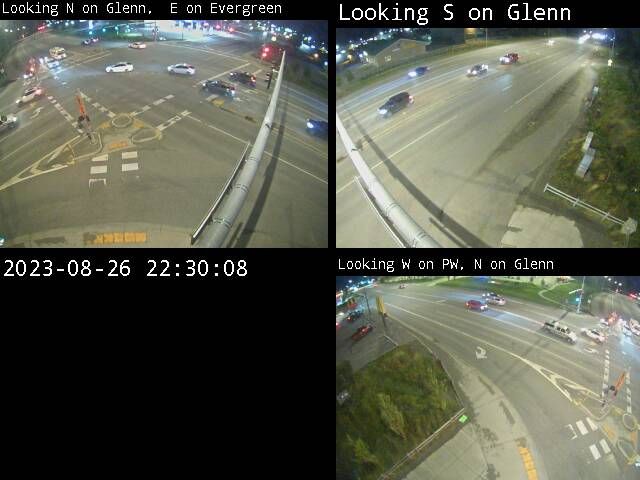 Looking N on Glenn, E on Evergreen
Looking S on Glenn
2023-08-26 22:30:08
Looking W on PW, N on Glenn